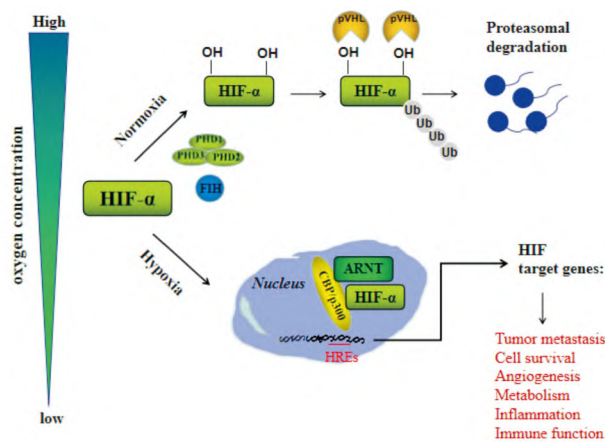 High
oxygen concentration
low
HIF-α
Normoxia
PHD1
PHD3
PHD2
FIH
OH
OH
HIF-α
pVHL
pVHL
OH
OH
HIF-α
Ub
Ub
Ub
Ub
Proteasomal
degradation
Hypoxia
Nucleus
CBP/p300
ARNT
HIF-α
HREs
HIF
target genes:
Tumor metastasis
Cell survival
Angiogenesis
Metabolism
Inflammation
Immune function